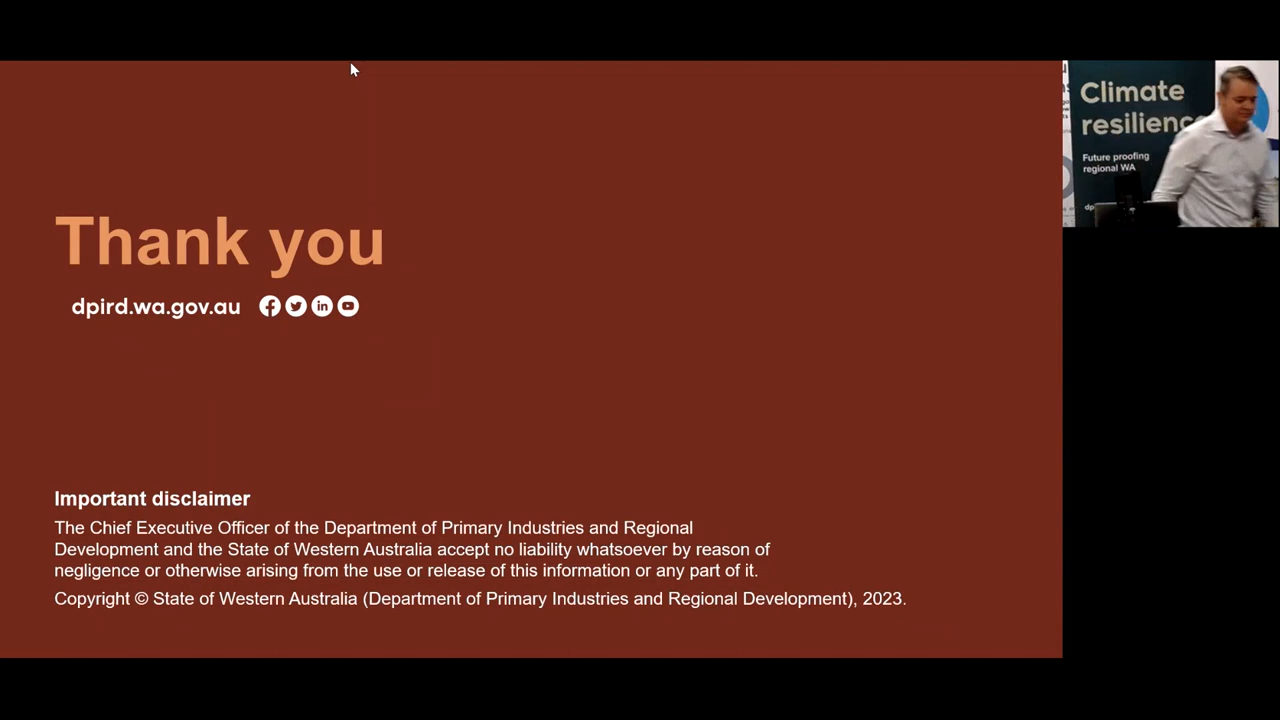 Thank you
dpird.wa.gov.au
Important disclaimer
The Chief Executive Officer of the Department of Primary Industries and Regional
Development and the State of Western Australia accept no liability whatsoever by reason of
negligence or otherwise arising from the use or release of this information or any part of it.
Copyright © State of Western Australia (Department of Primary Industries and Regional Development), 2023.
Climate
resilienc
Future proofing
regional WA